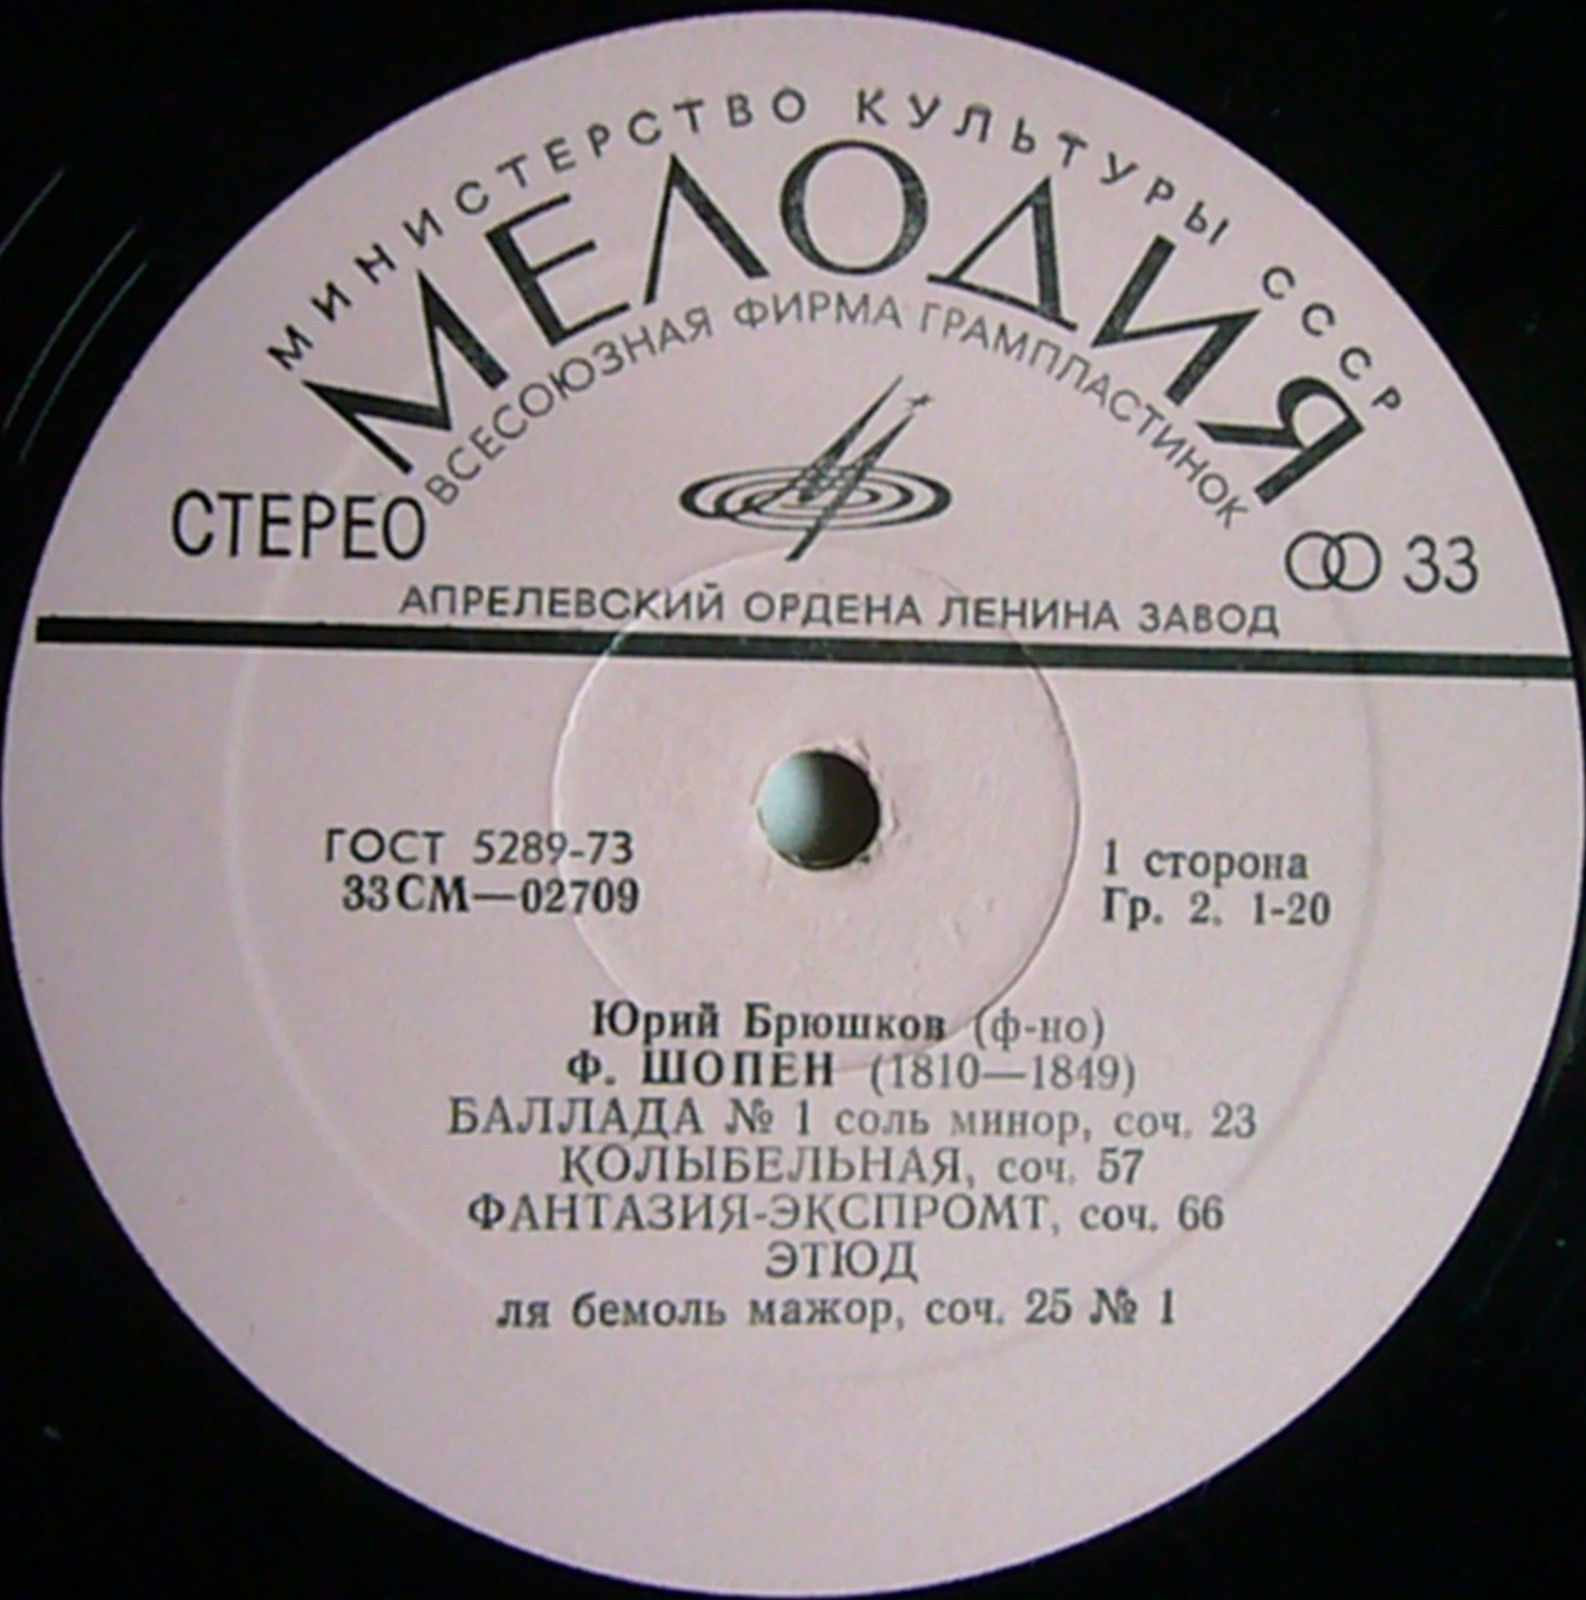 МИНИСТЕРСТВО КУЛЬТУРЫ СССР
МЕЛОДИЯ
ВСЕСОЮЗНАЯ ФИРМА ГРАМПЛАСТИНОК
СТЕРЕО
33
АПРЕЛЕВСКИЙ ОРДЕНА ЛЕНИНА ЗАВОД
ГОСТ 5289-73
33СМ—02709
1 сторона
Гр. 2. 1-20
Юрий Брюшков (ф-но)
Ф. ШОПЕН (1810—1849)
БАЛЛАДА № 1 соль минор, соч. 23
КОЛЫБЕЛЬНАЯ, соч. 57
ФАНТАЗИЯ-ЭКСПРОМТ, соч. 66
ЭТЮД
ля бемоль мажор, соч. 25 № 1